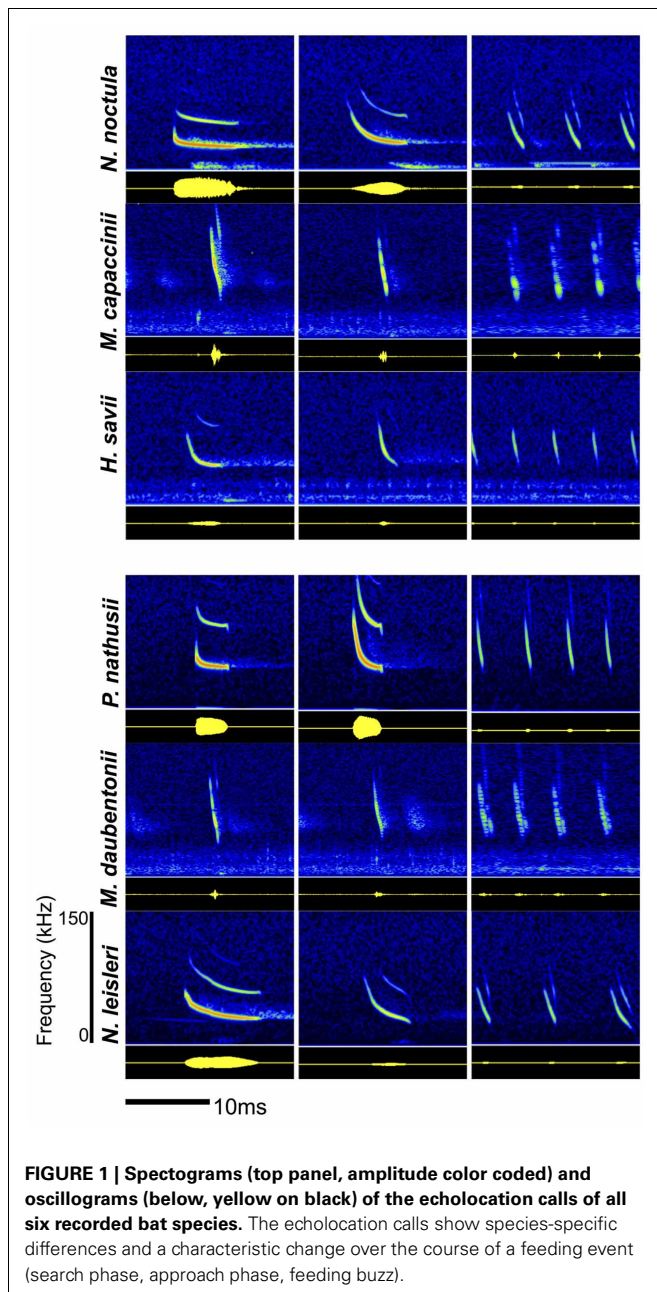 N. noctula
M. capaccinii
H. savii
P. nathusii
M. daubentonii
N. leisleri
Frequency (kHz)
150
0
10ms
FIGURE 1 | Spectograms (top panel, amplitude color coded) and
oscillograms (below, yellow on black) of the echolocation calls of all
six recorded bat species. The echolocation calls show species-specific
differences and a characteristic change over the course of a feeding event
(search phase, approach phase, feeding buzz).